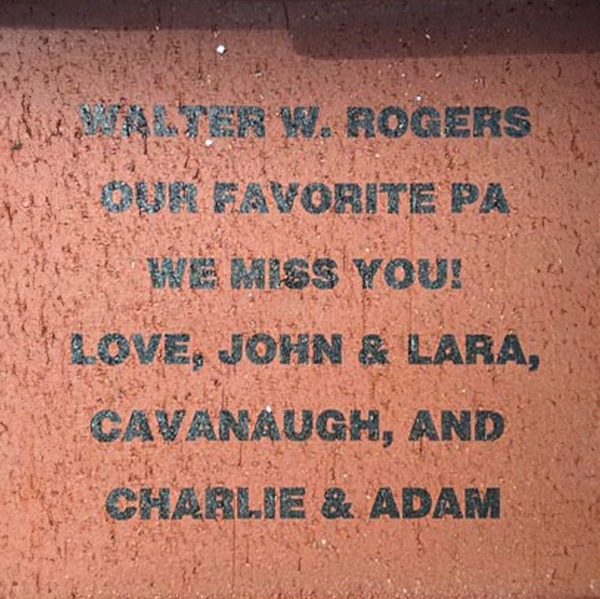 WALTER W. ROGERS
OUR FAVORITE PA
WE MISS YOU!
LOVE, JOHN & LARA,
CAVANAUGH, AND
CHARLIE & ADAM